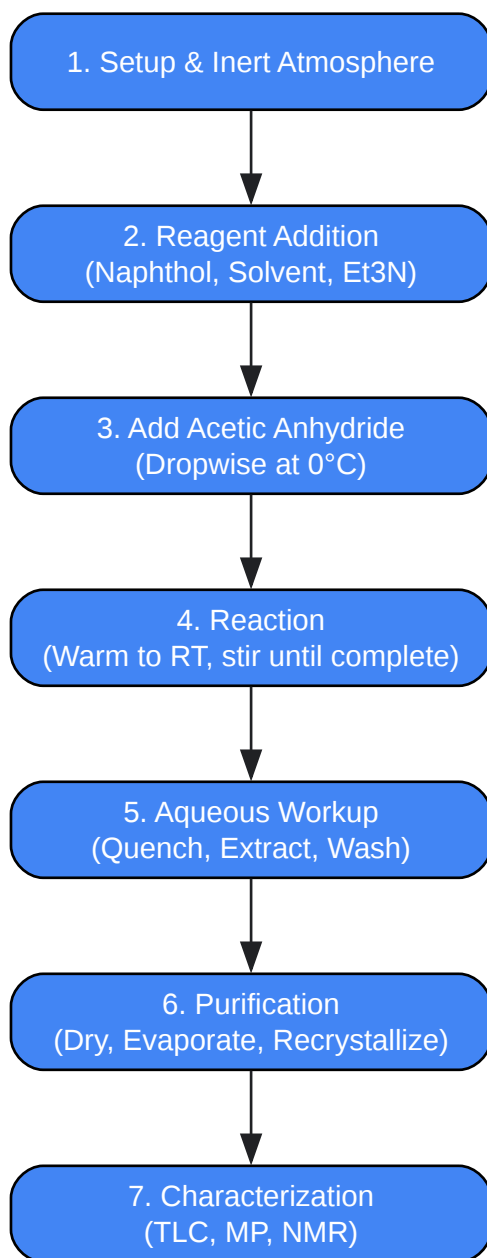 1. Setup & Inert Atmosphere
2. Reagent Addition
(Naphthol, Solvent, Et3N)
3. Add Acetic Anhydride
(Dropwise at 0°C)
4. Reaction
(Warm to RT, stir until complete)
5. Aqueous Workup
(Quench, Extract, Wash)
6. Purification
(Dry, Evaporate, Recrystallize)
7. Characterization
(TLC, MP, NMR)